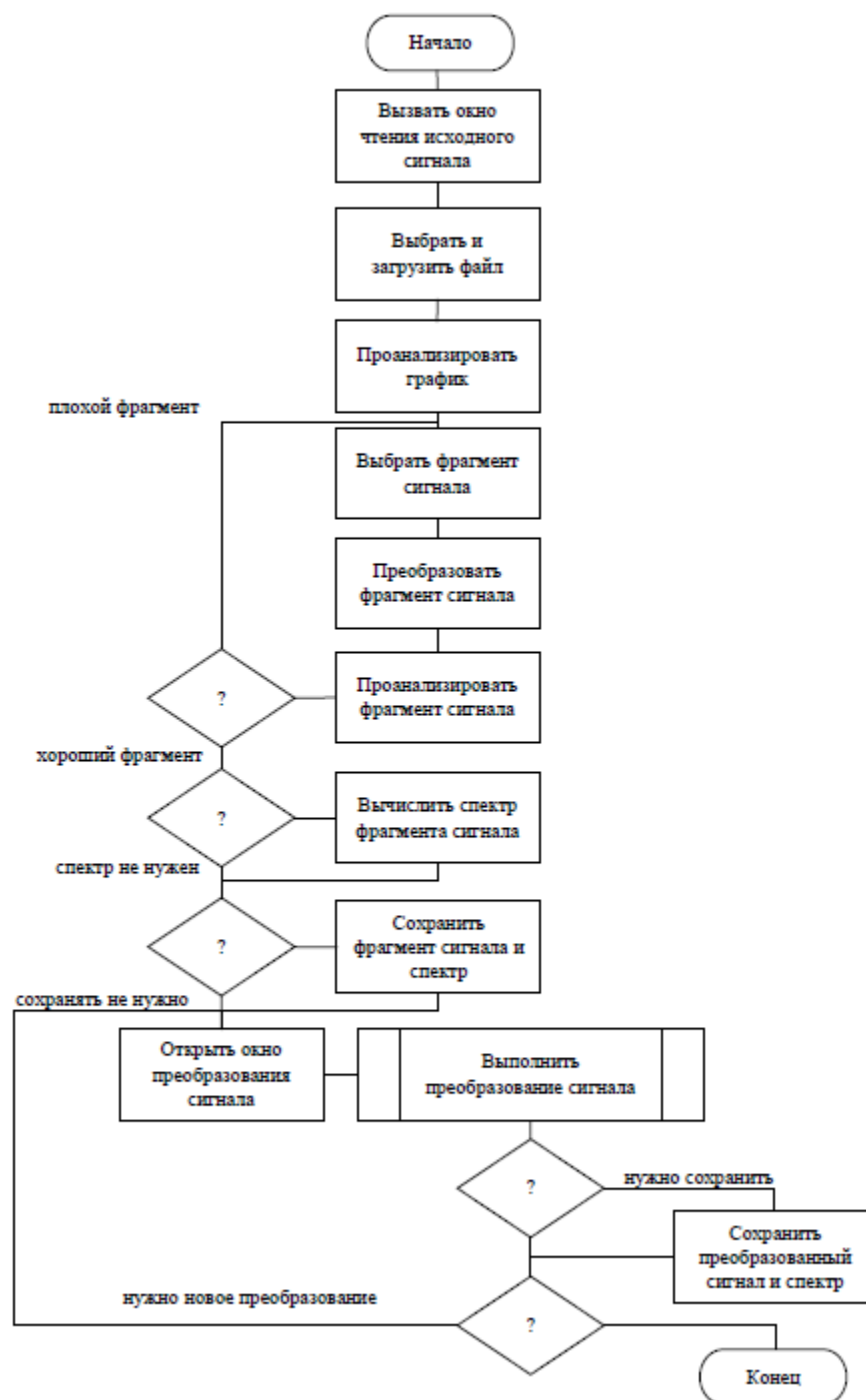 Начало
Вызвать окно
чтения исходного
сигнала
Выбрать и
загрузить файл
Проанализировать
график
плохой фрагмент
Выбрать фрагмент
сигнала
Преобразовать
фрагмент сигнала
?
Проанализировать
фрагмент сигнала
хороший фрагмент
?
Вычислить спектр
фрагмента сигнала
спектр не нужен
?
Сохранить
фрагмент сигнала и
спектр
сохранять не нужно
Открыть окно
преобразования
сигнала
Выполнить
преобразование сигнала
?
нужно сохранить
Сохранить
преобразованный
сигнал и спектр
нужно новое преобразование
?
Конец